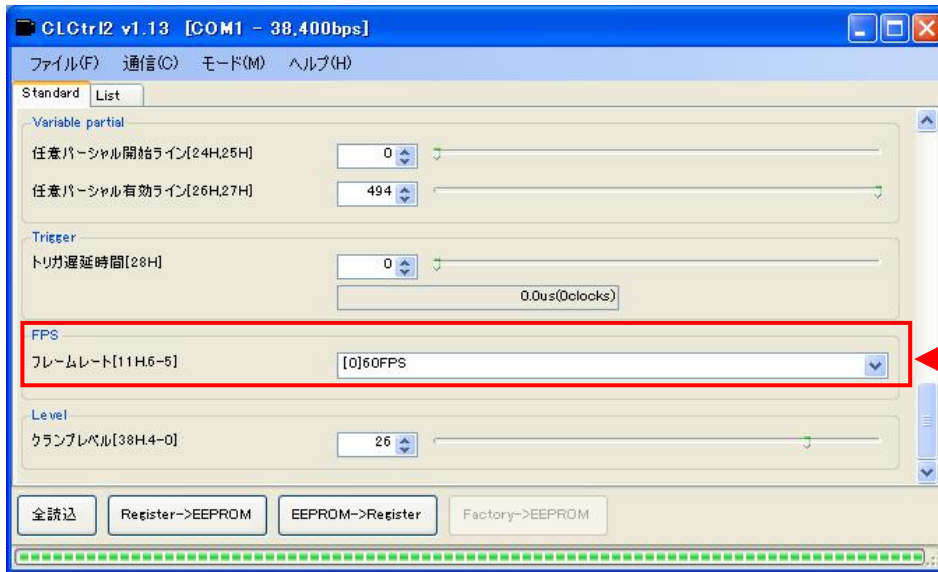 CLCtrl2 v1.13 [COM1 - 38,400bps]
ファイル(F) 通信(C) モード(M) ヘルプ(H)
Standard List
Variable partial
任意パーシャル開始ライン[24H,25H] 0
任意パーシャル有効ライン[26H,27H] 494
Trigger
トリガ遅延時間[28H] 0
0.0us(0clocks)
FPS
フレームレート[11H.6-5] [0]60FPS
Level
クランプレベル[38H.4-0] 26
全読込 Register->EEPROM EEPROM->Register Factory->EEPROM